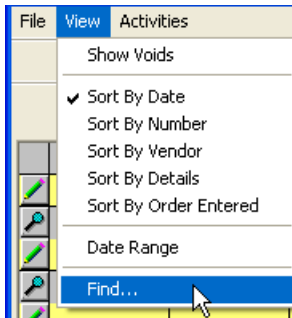 File View Activities
Show Voids
Sort By Date
Sort By Number
Sort By Vendor
Sort By Details
Sort By Order Entered
Date Range
Find...